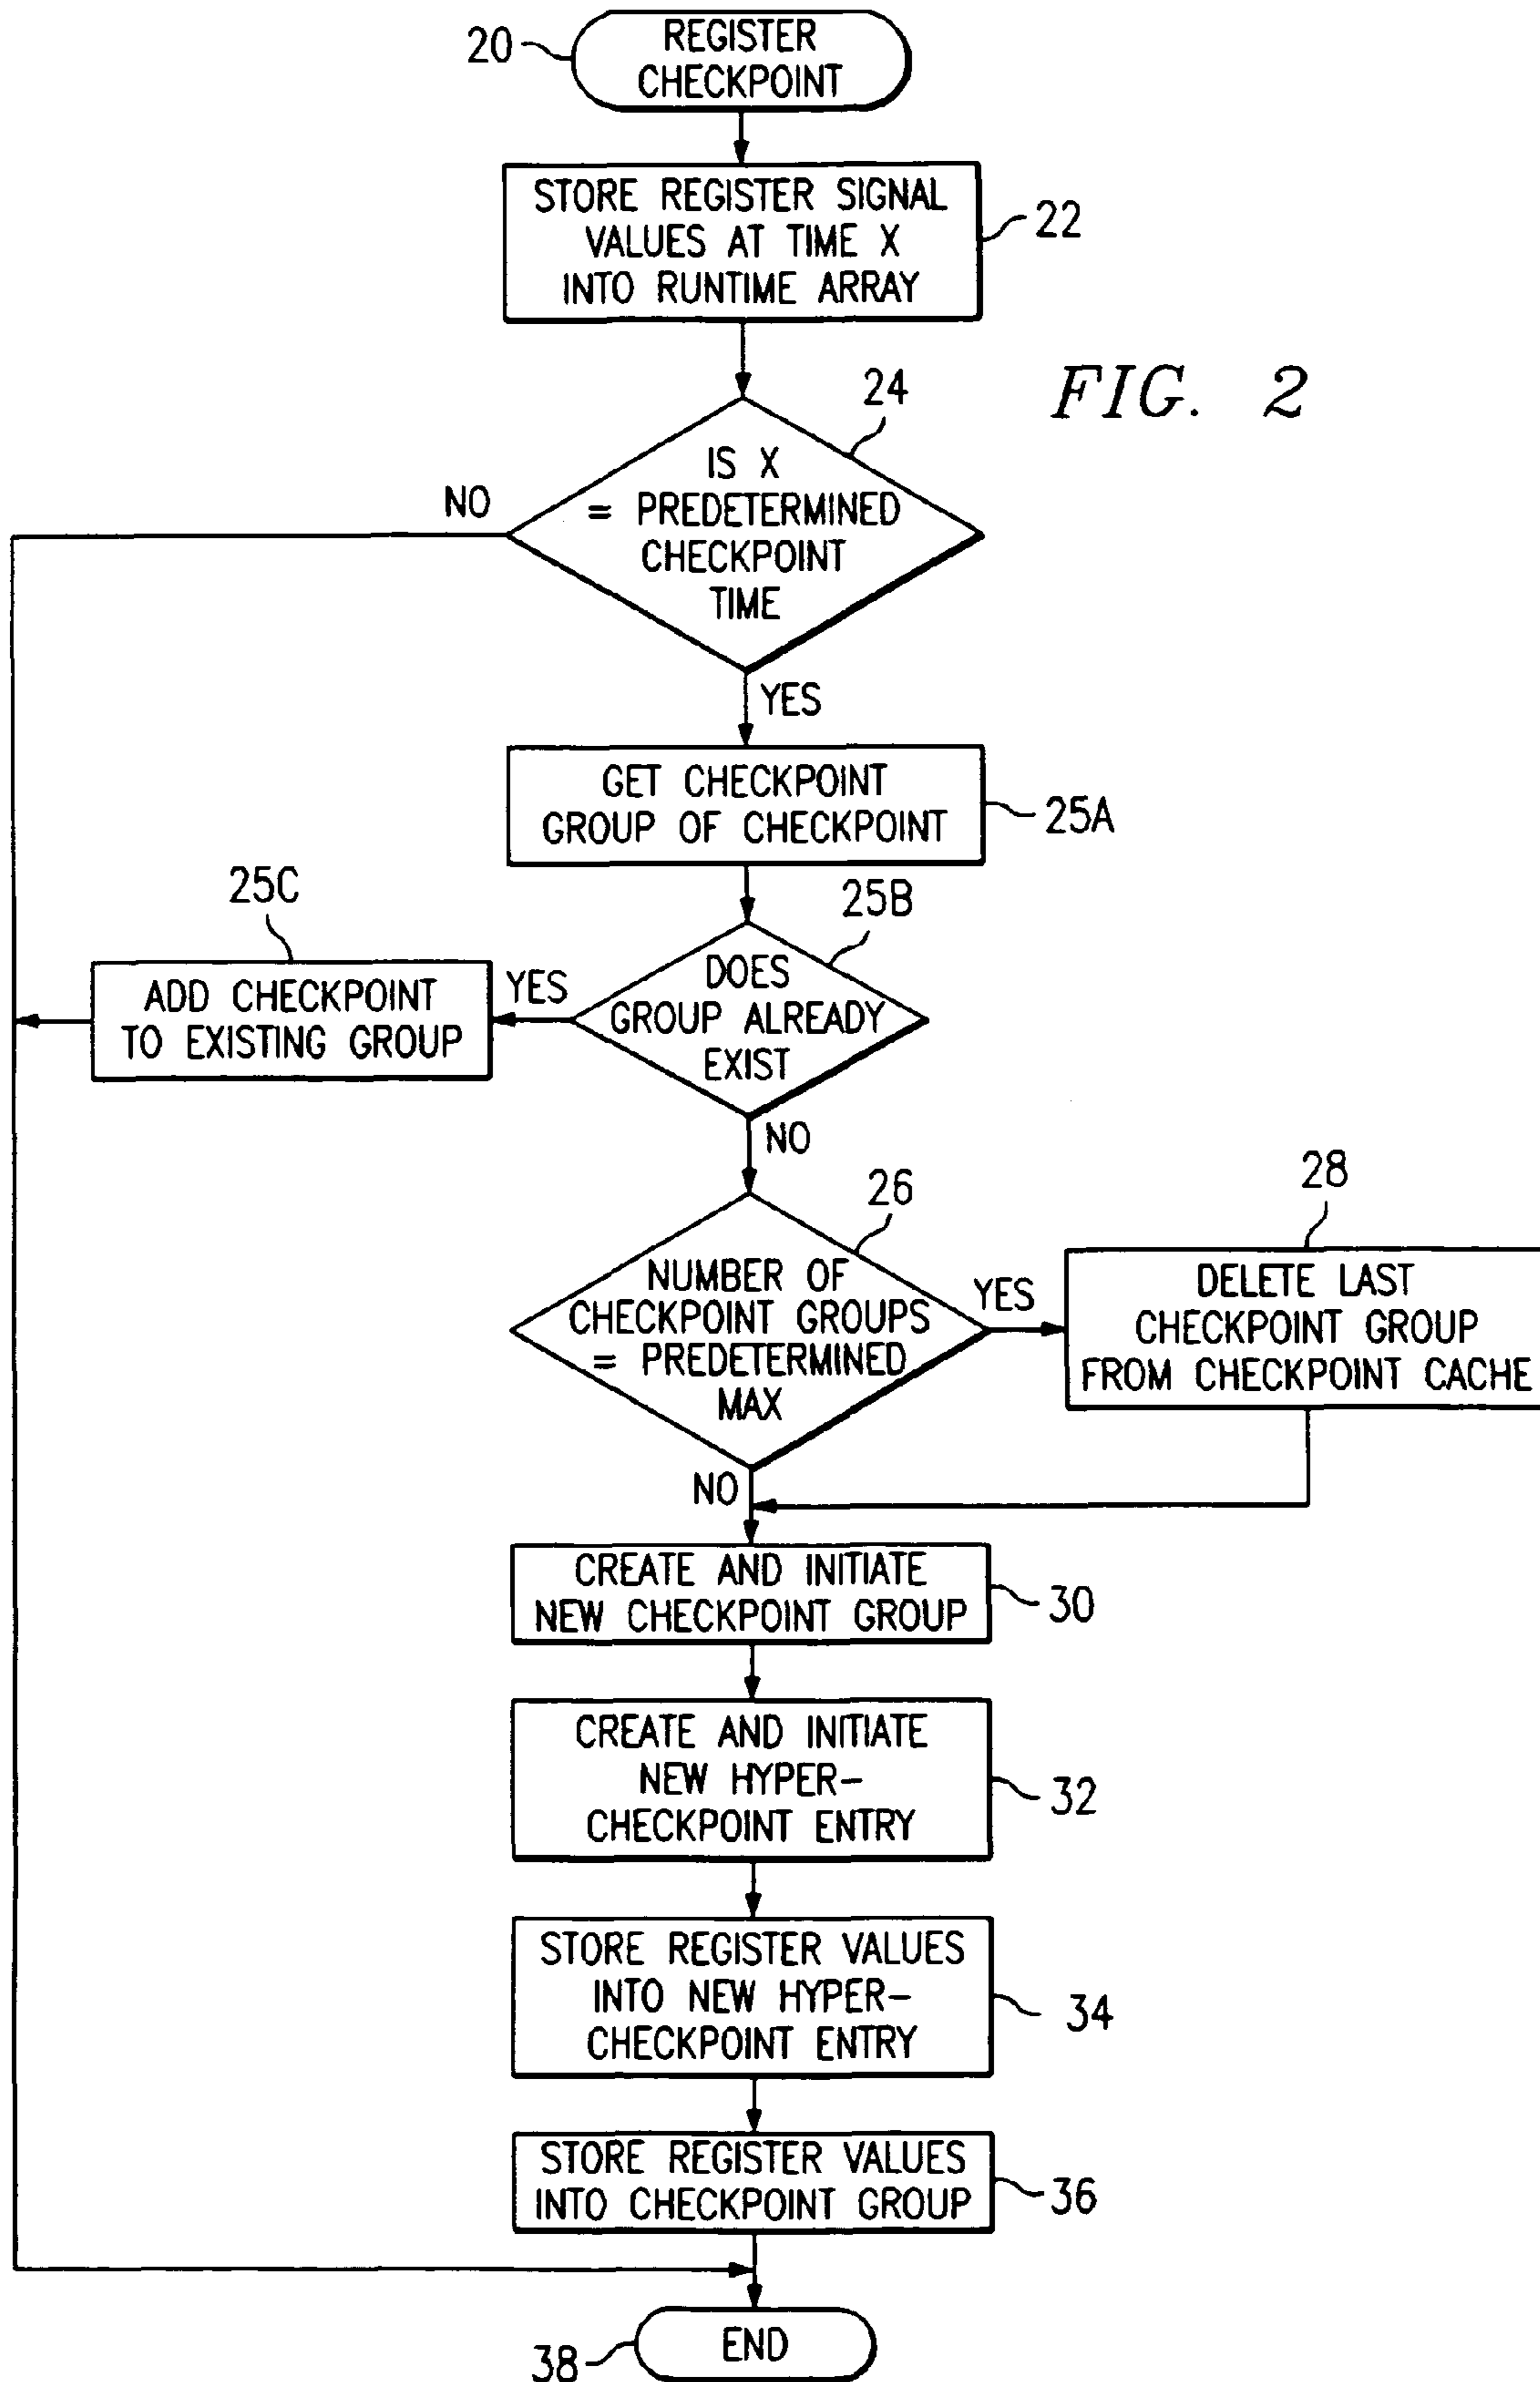 20
REGISTER
CHECKPOINT
STORE REGISTER SIGNAL
VALUES AT TIME X
INTO RUNTIME ARRAY
22
FIG. 2
24
IS X
= PREDETERMINED
CHECKPOINT
TIME
NO
YES
GET CHECKPOINT
GROUP OF CHECKPOINT
25A
25C
25B
ADD CHECKPOINT
TO EXISTING GROUP
YES
DOES
GROUP ALREADY
EXIST
NO
26
28
NUMBER OF
CHECKPOINT GROUPS
= PREDETERMINED
MAX
YES
DELETE LAST
CHECKPOINT GROUP
FROM CHECKPOINT CACHE
NO
CREATE AND INITIATE
NEW CHECKPOINT GROUP
30
CREATE AND INITIATE
NEW HYPER-
CHECKPOINT ENTRY
32
STORE REGISTER VALUES
INTO NEW HYPER-
CHECKPOINT ENTRY
34
STORE REGISTER VALUES
INTO CHECKPOINT GROUP
36
END
38